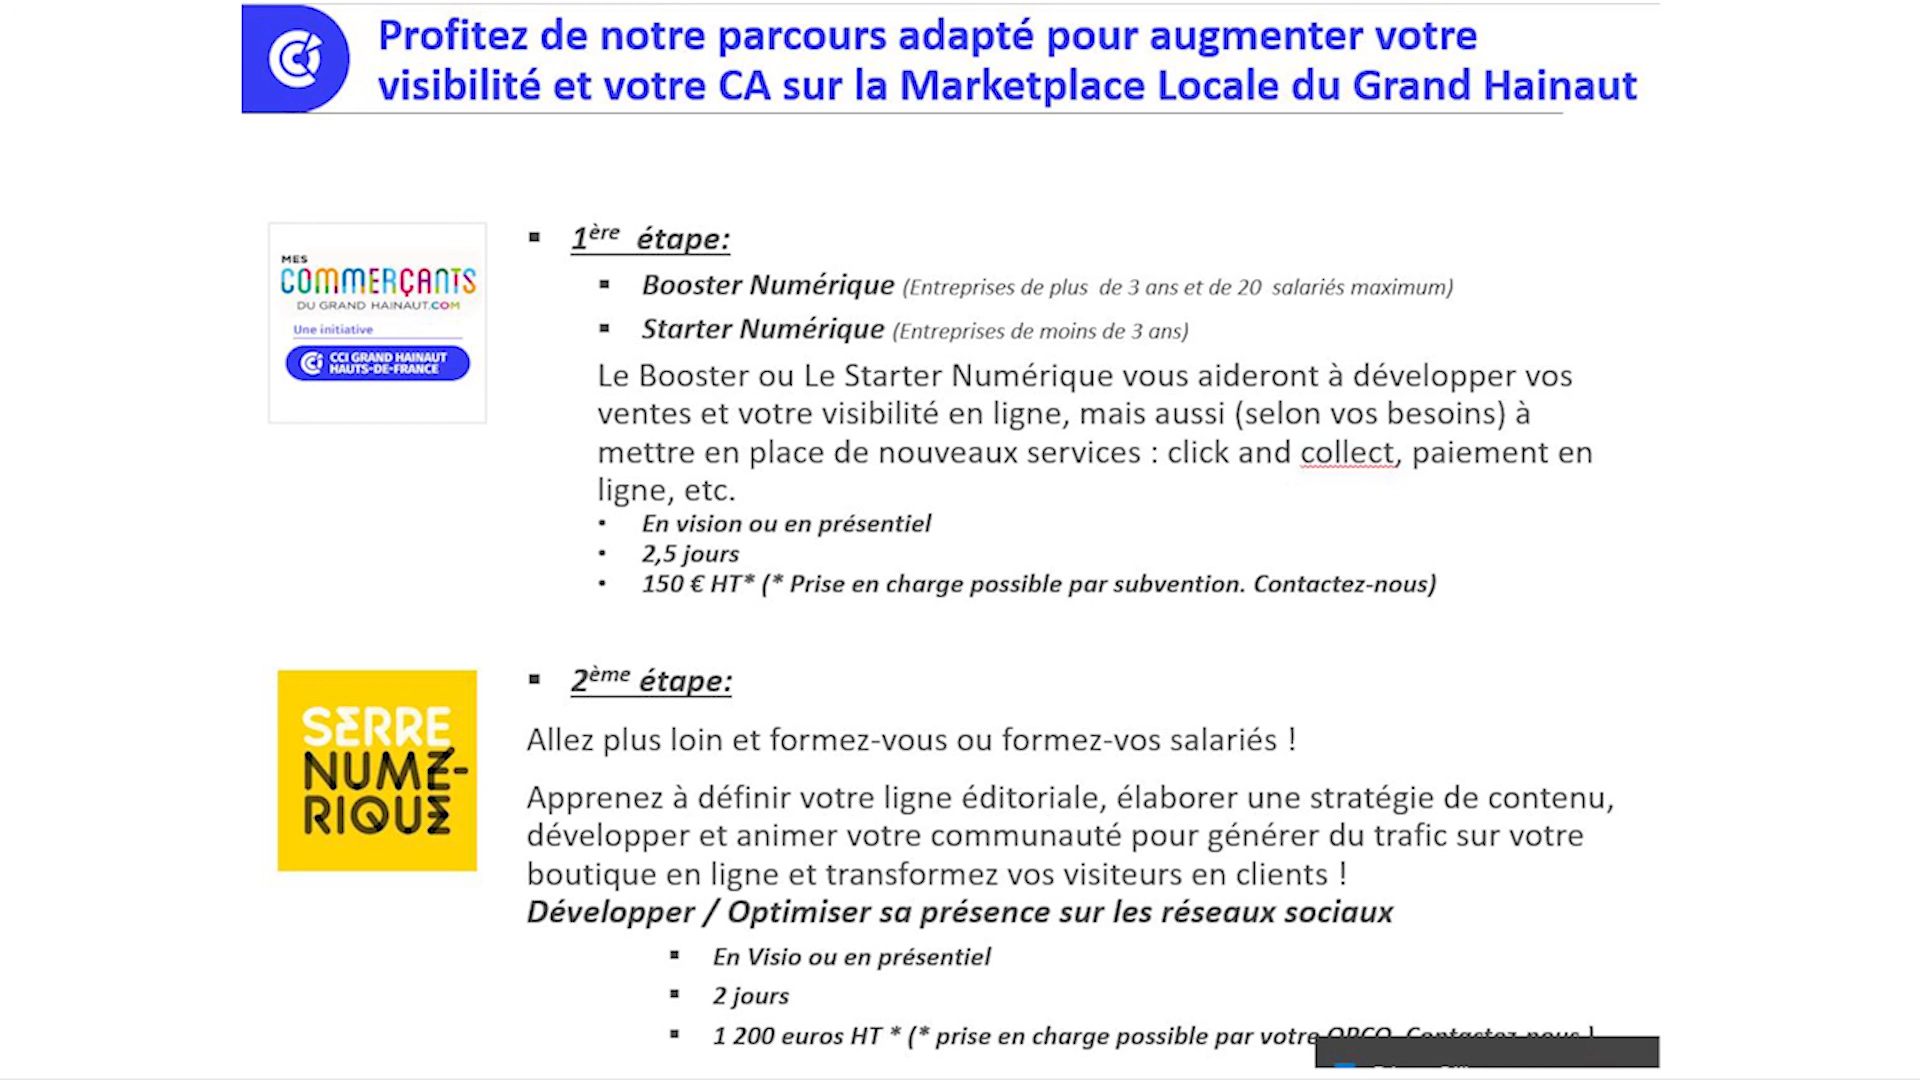 Profitez de notre parcours adapté pour augmenter votre
visibilité et votre CA sur la Marketplace Locale du Grand Hainaut
MES
COMMERÇANTS
DU GRAND HAINAUT.COM
Une initiative
CCI GRAND HAINAUT
HAUTS-DE-FRANCE
1ère étape:
Booster Numérique (Entreprises de plus de 3 ans et de 20 salariés maximum)
Starter Numérique (Entreprises de moins de 3 ans)
Le Booster ou Le Starter Numérique vous aideront à développer vos
ventes et votre visibilité en ligne, mais aussi (selon vos besoins) à
mettre en place de nouveaux services : click and collect, paiement en
ligne, etc.
En vision ou en présentiel
2,5 jours
150 € HT* (* Prise en charge possible par subvention. Contactez-nous)
SERRE
NUMÉ-
RIQUE
2ème étape:
Allez plus loin et formez-vous ou formez-vos salariés !
Apprenez à définir votre ligne éditoriale, élaborer une stratégie de contenu,
développer et animer votre communauté pour générer du trafic sur votre
boutique en ligne et transformez vos visiteurs en clients !
Développer / Optimiser sa présence sur les réseaux sociaux
En Visio ou en présentiel
2 jours
1 200 euros HT * (* prise en charge possible par votre OPCO. Contactez-nous )